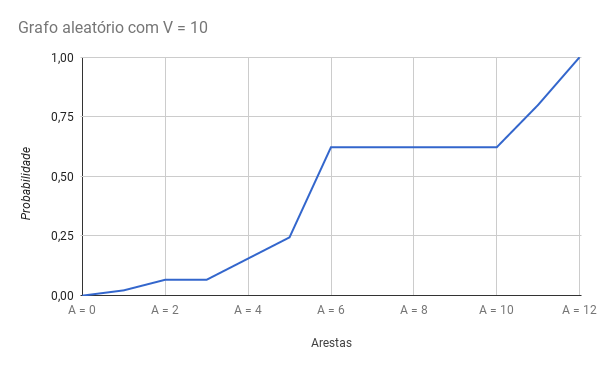 Grafo aleatório com V = 10
1,00
0,75
0,50
0,25
0,00
Probabilidade
A = 0
A = 2
A = 4
A = 6
A = 8
A = 10
A = 12
Arestas